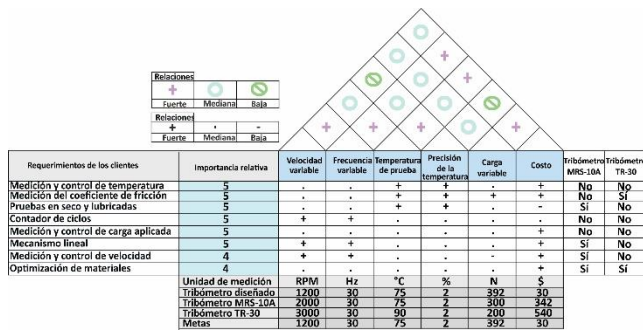 Relaciones
+ O ⊘
Fuerte Mediana Baja
Relaciones
+ . -
Fuerte Mediana Baja
Requerimientos de los clientes Importancia relativa Velocidad variable Frecuencia variable Temperatura de prueba Precisión de la temperatura Carga variable Costo Tribómetro MRS-10A Tribómetro TR-30
Medición y control de temperatura 5 . . + + . + No No
Medición del coeficiente de fricción 5 . . + + + + No Sí
Pruebas en seco y lubricadas 5 . . + + . - Sí No
Contador de ciclos 5 + + . . . . No No
Medición y control de carga aplicada 5 . . . . . + No No
Mecanismo lineal 5 + + . . . + Sí No
Medición y control de velocidad 4 + + . . - + Sí No
Optimización de materiales 4 . . . . . + Sí Sí
Unidad de medición RPM Hz °C % N $
Tribómetro diseñado 1200 30 75 2 392 30
Tribómetro MRS-10A 2000 30 75 2 300 342
Tribómetro TR-30 3000 30 90 2 200 540
Metas 1200 30 75 2 392 30